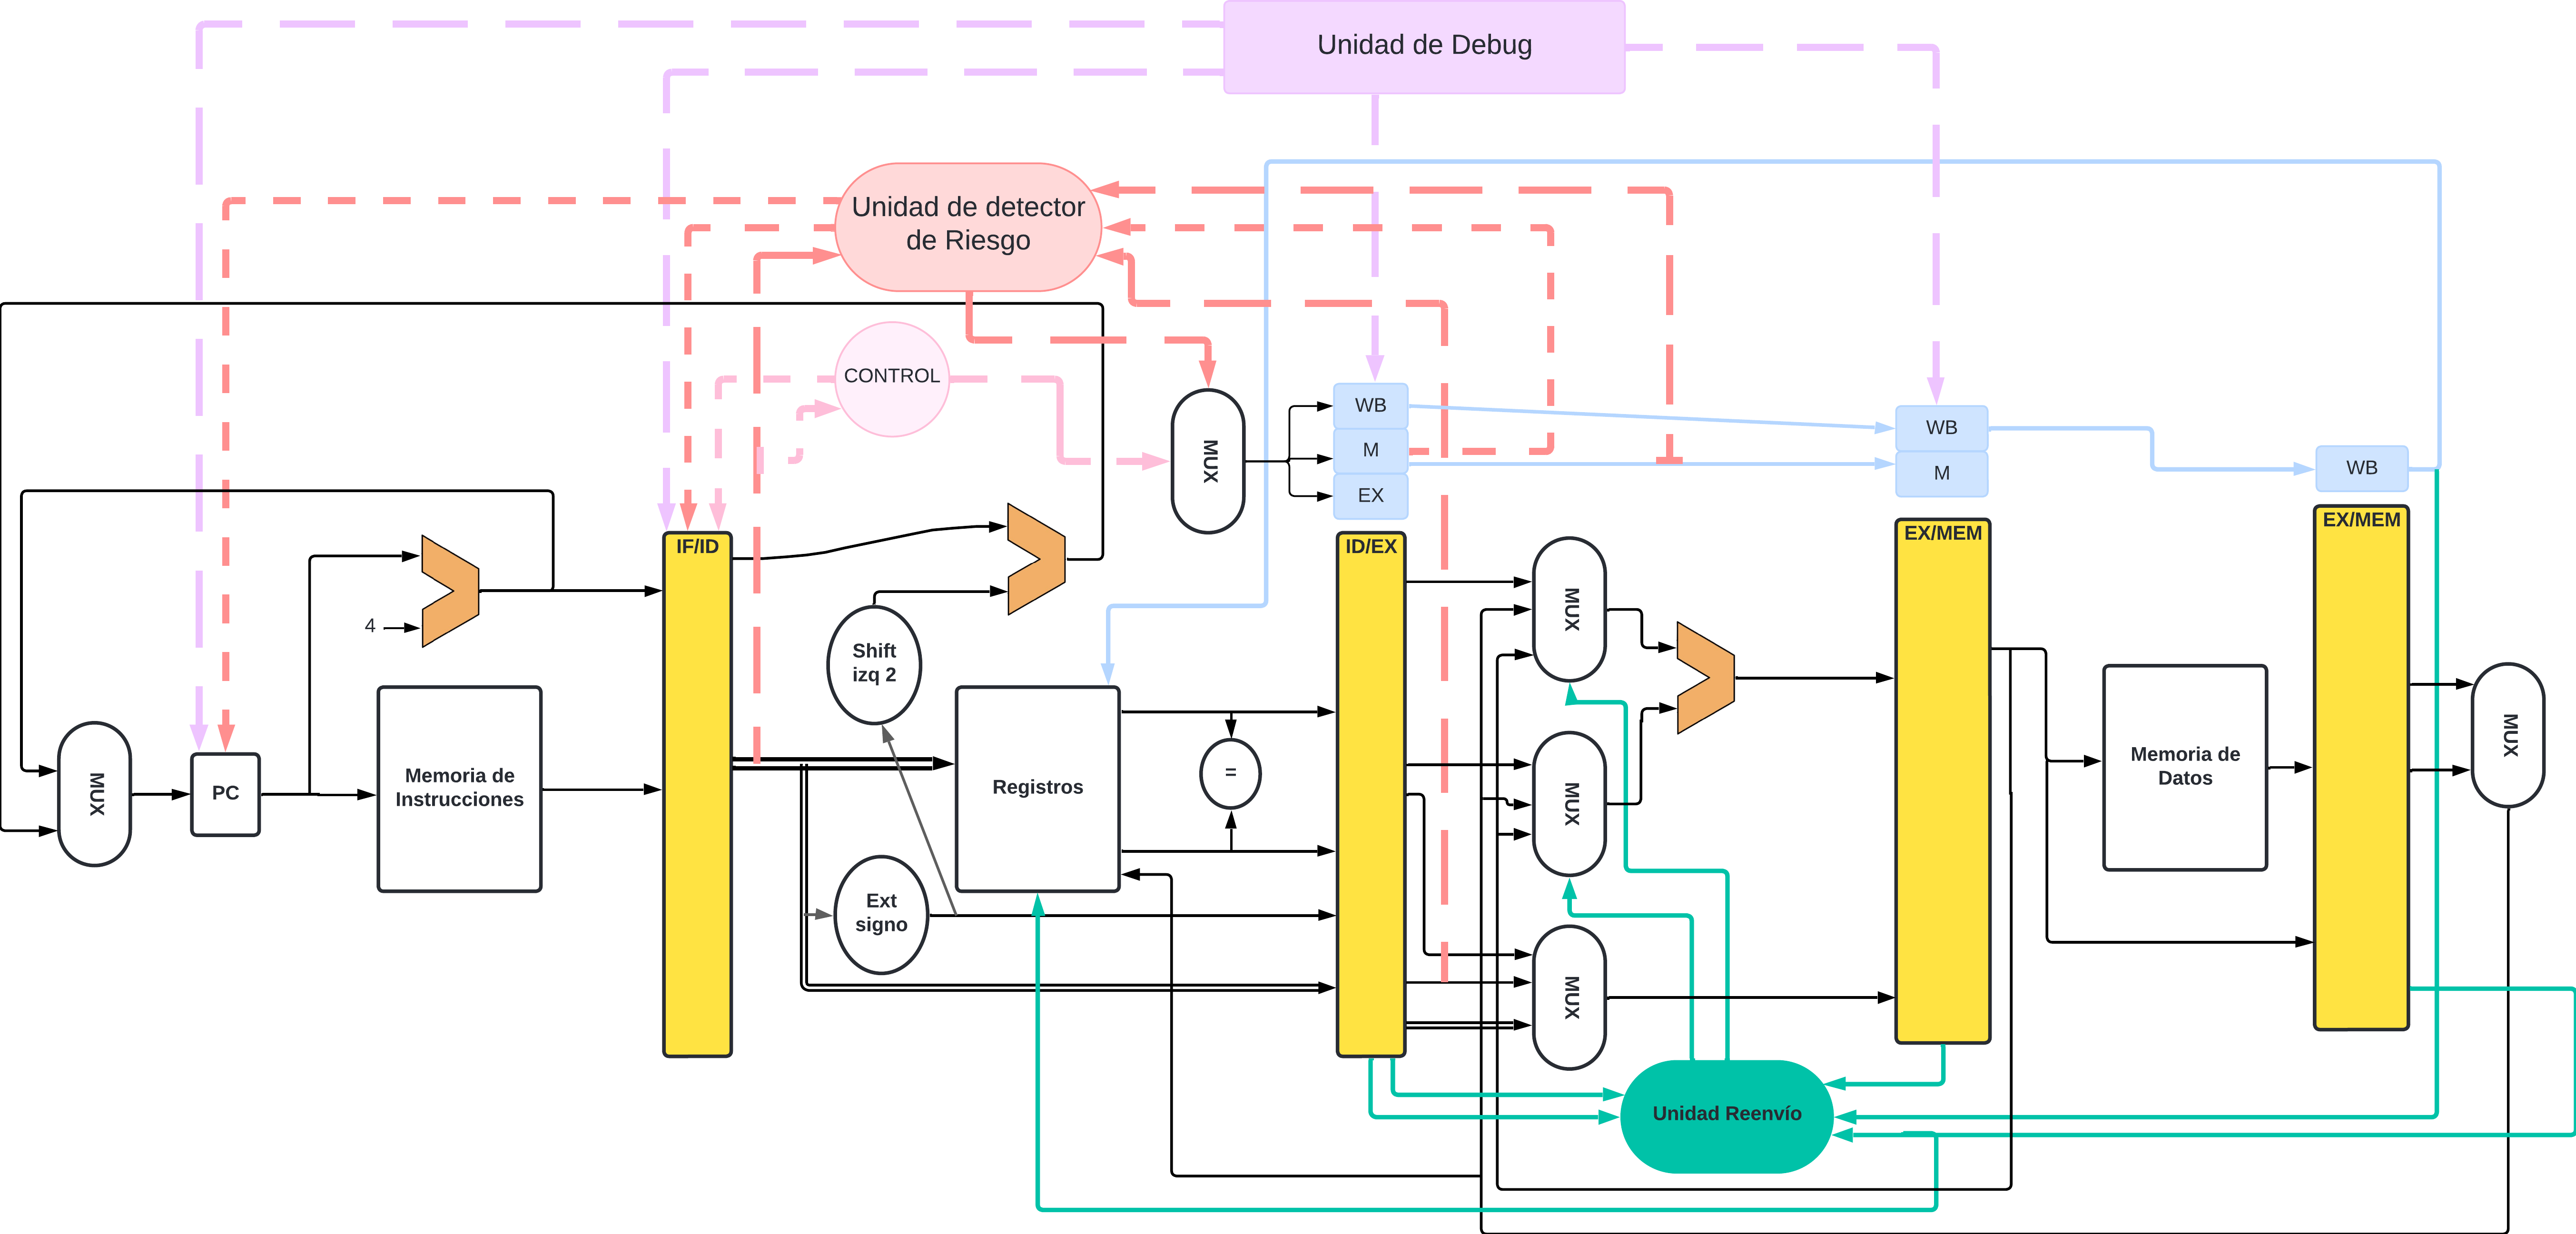 Unidad de Debug
Unidad de detector
de Riesgo
CONTROL
MUX
WB
M
EX
WB
M
WB
IF/ID
ID/EX
EX/MEM
EX/MEM
4
MUX
PC
Memoria de
Instrucciones
Shift
izq 2
Registros
=
Ext
signo
MUX
MUX
MUX
Memoria de
Datos
MUX
Unidad Reenvío